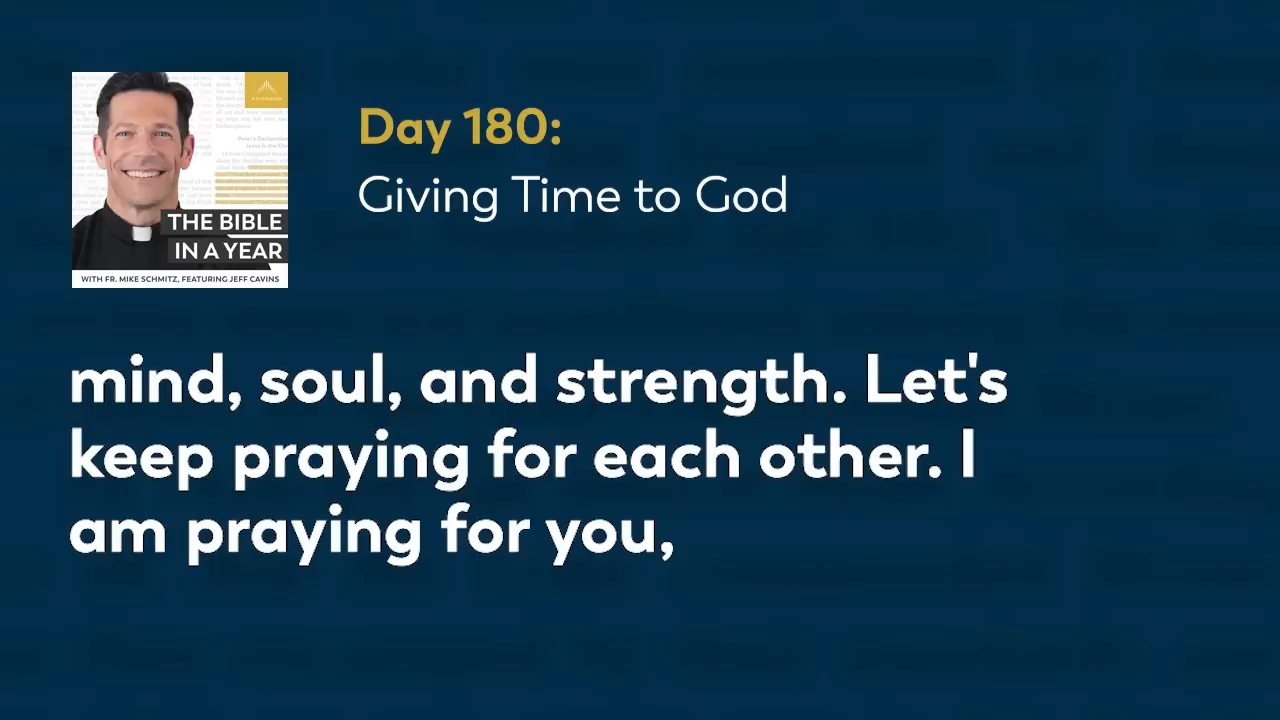 THE BIBLE
IN A YEAR
WITH FR. MIKE SCHMITZ, FEATURING JEFF CAVINS
Day 180:
Giving Time to God
mind, soul, and strength. Let's
keep praying for each other. I
am praying for you,